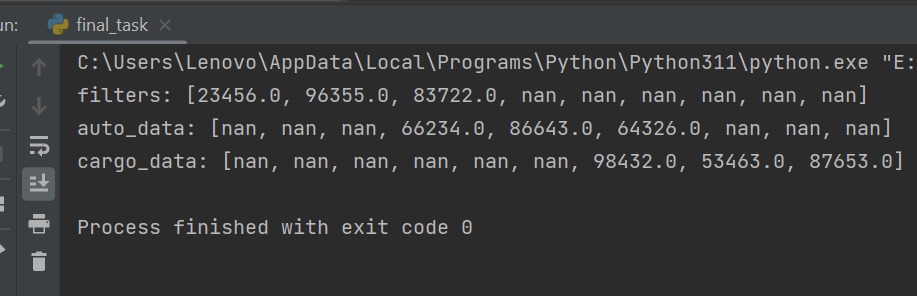 un:
final_task
C:\Users\Lenovo\AppData\Local\Programs\Python\Python311\python.exe "E:
filters: [23456.0, 96355.0, 83722.0, nan, nan, nan, nan, nan, nan]
auto_data: [nan, nan, nan, 66234.0, 86643.0, 64326.0, nan, nan, nan]
cargo_data: [nan, nan, nan, nan, nan, nan, 98432.0, 53463.0, 87653.0]
Process finished with exit code 0